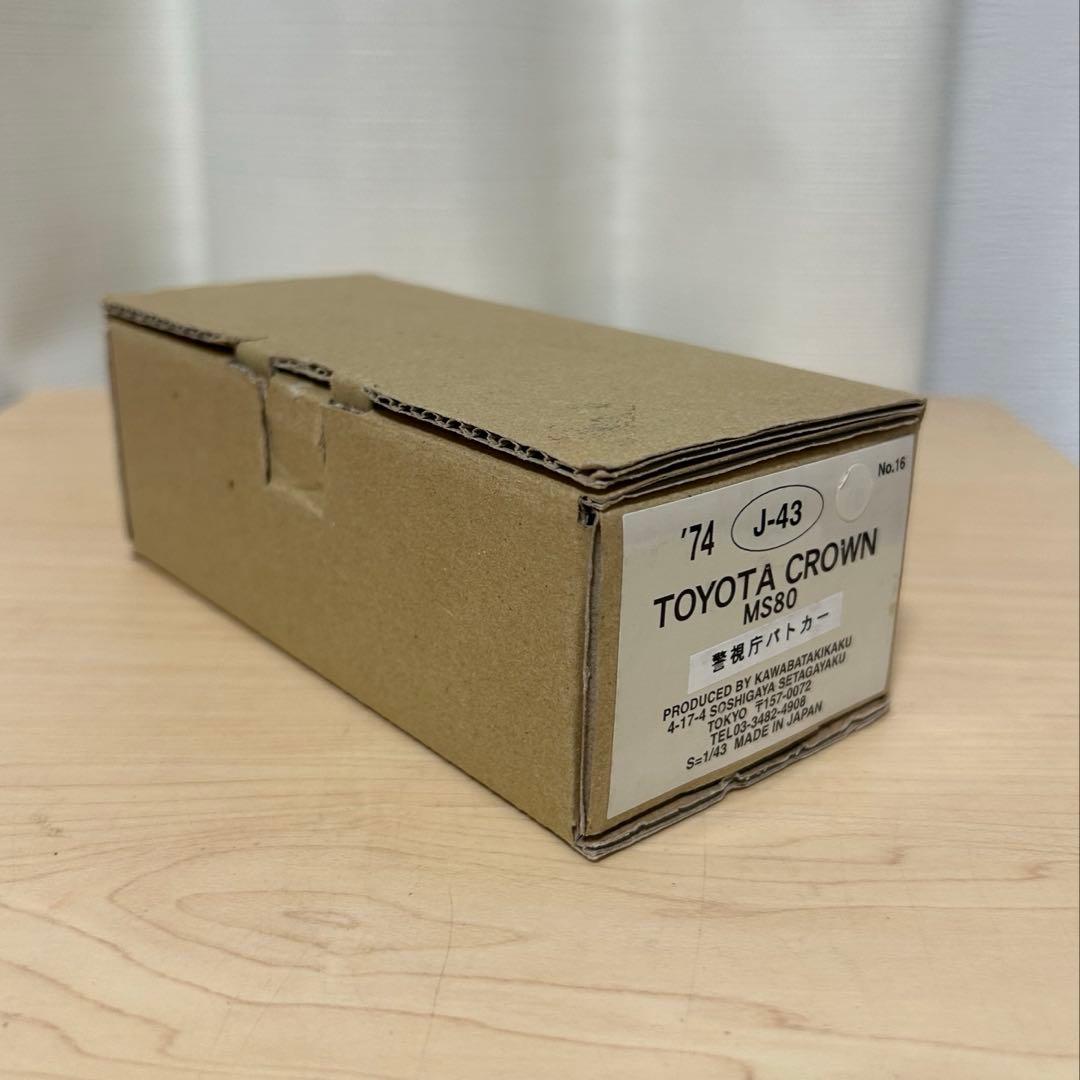 No.16
'74 J-43
TOYOTA CROWN
MS80
警視庁パトカー
PRODUCED BY KAWABATAKIKAKU
4-17-4 SOSHIGAYA SETAGAYAKU
TOKYO 〒157-0072
TEL03-3482-4908
S=1/43 MADE IN JAPAN